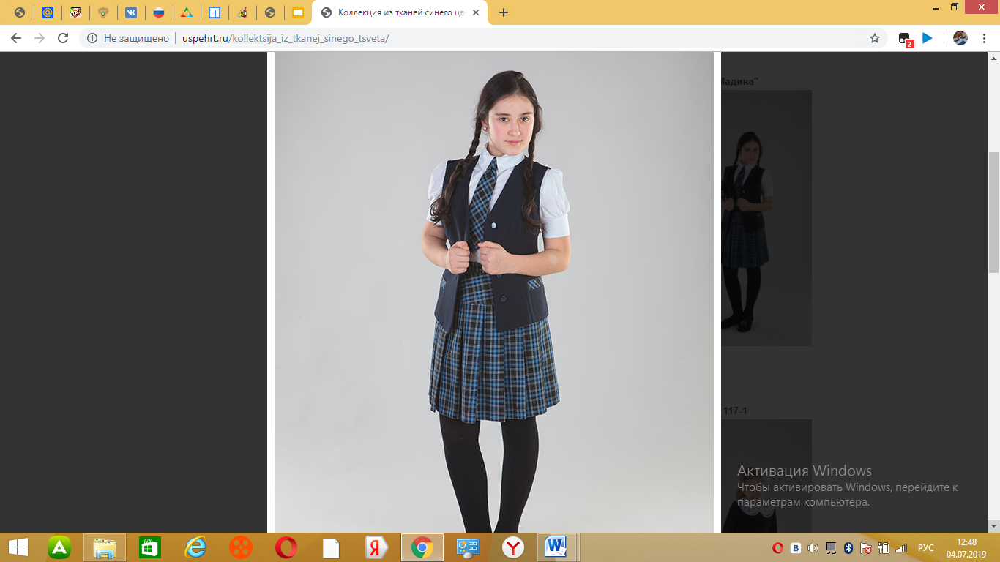 Коллекция из тканей синего цв
Не защищено
uspehrt.ru/kollektsija_iz_tkanej_sinego_tsveta/
2
Мадина"
117-1
Активация Windows
Чтобы активировать Windows, перейдите к
параметрам компьютера.
РУС
12:48
04.07.2019